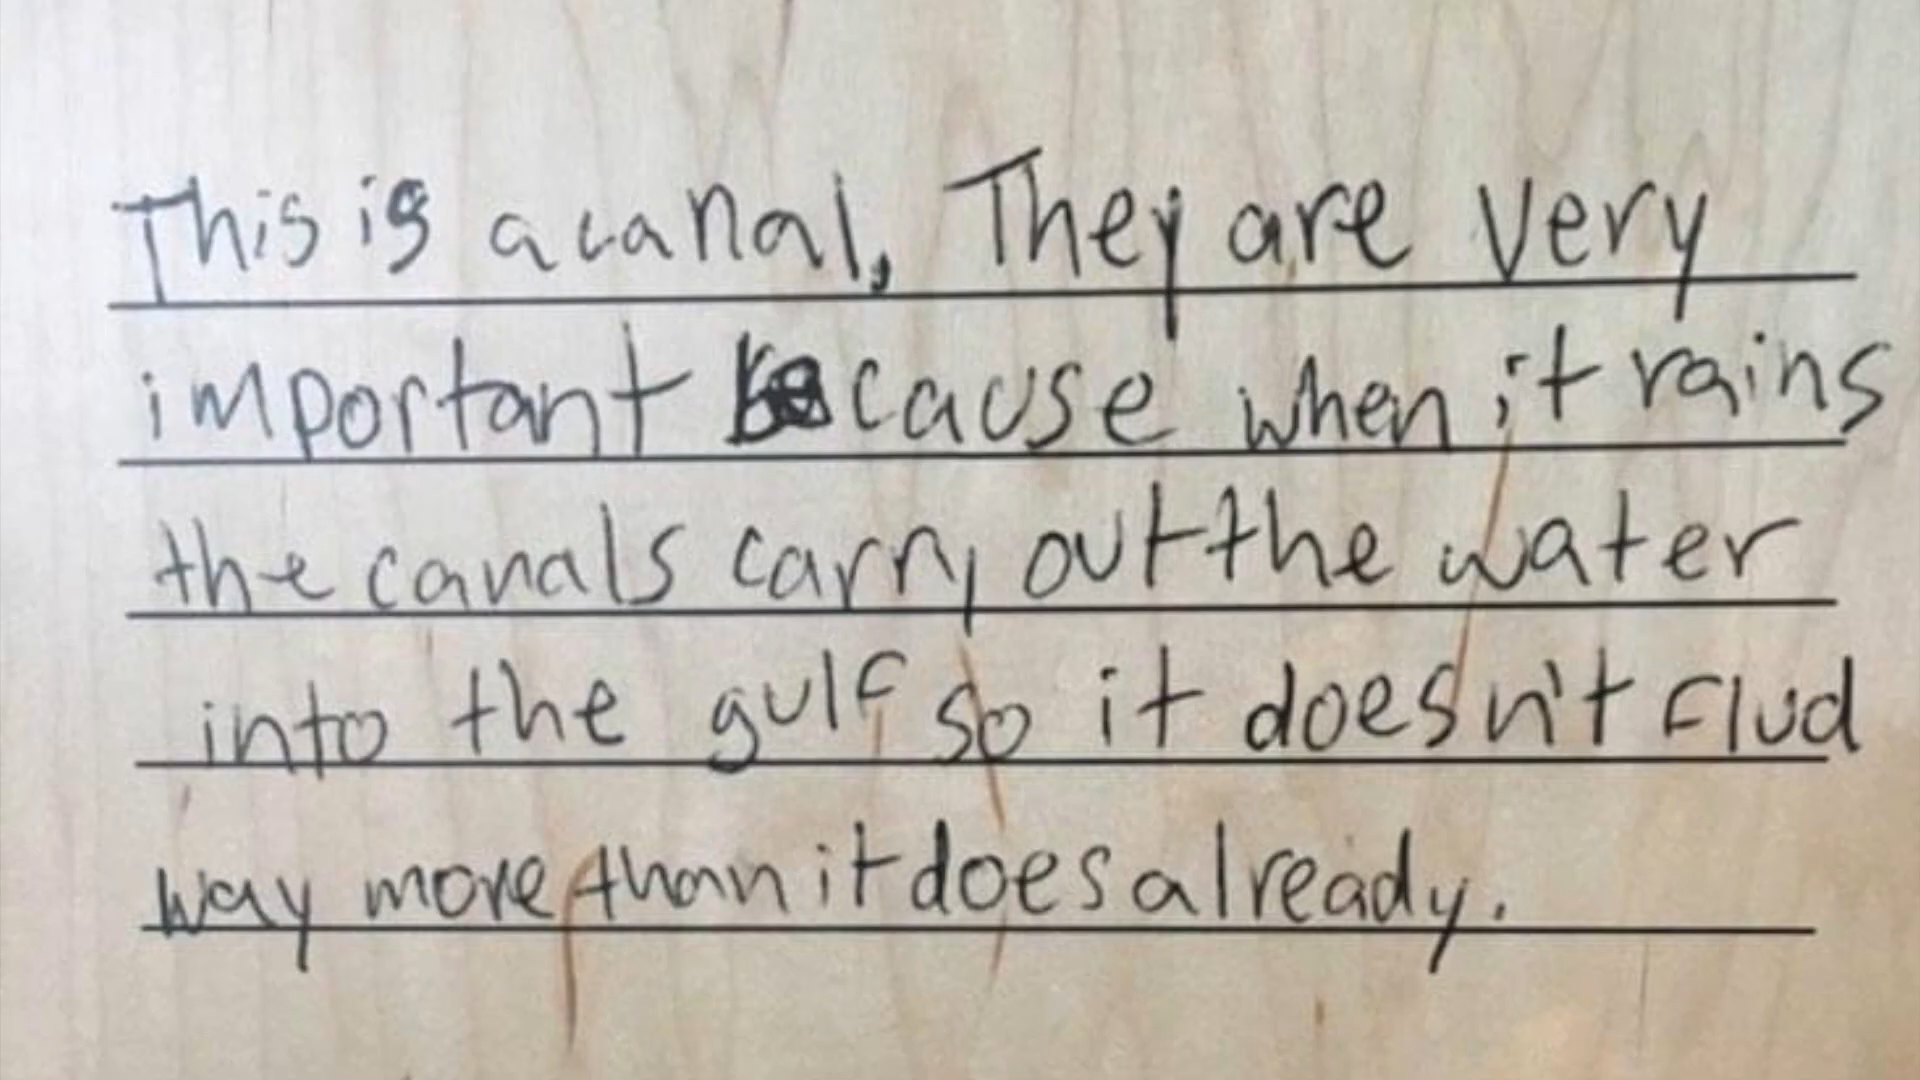 This is a canal, They are very
important because when it rains
the canals carry out the water
into the gulf so it doesn't flud
way more than it does already.